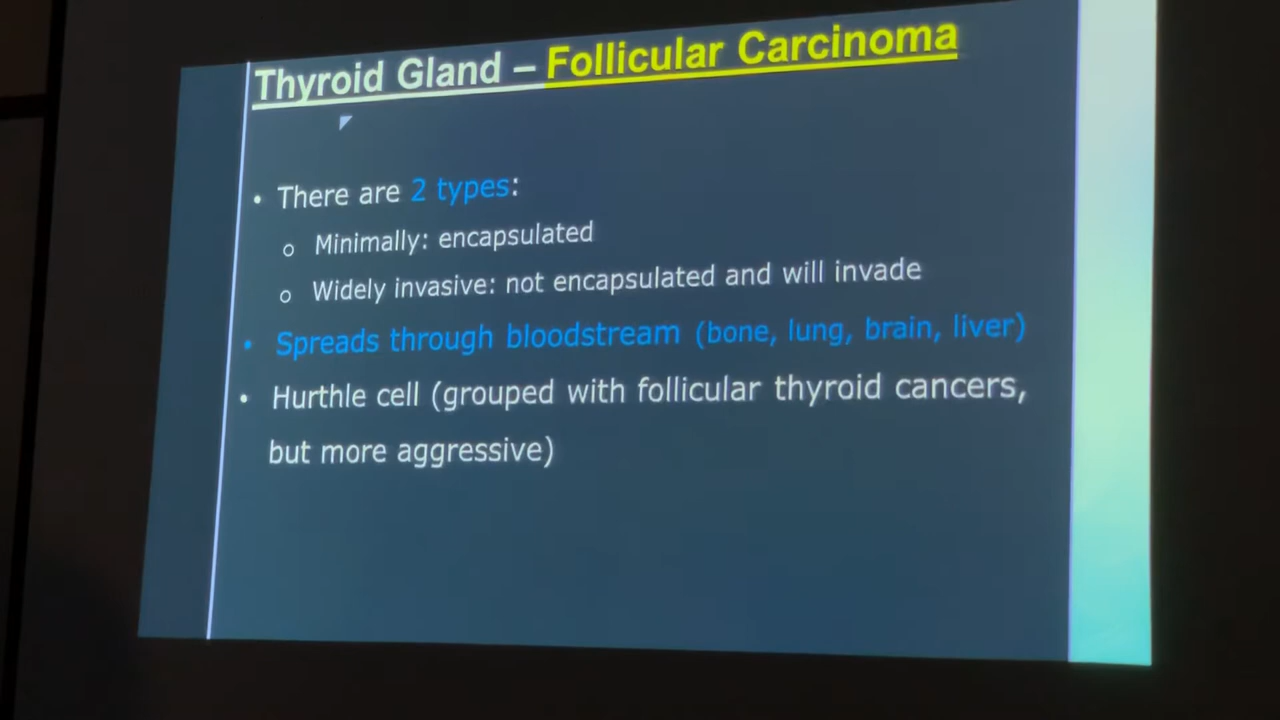 Thyroid Gland – Follicular Carcinoma
• There are 2 types:
o Minimally: encapsulated
o Widely invasive: not encapsulated and will invade
• Spreads through bloodstream (bone, lung, brain, liver)
• Hurthle cell (grouped with follicular thyroid cancers,
but more aggressive)